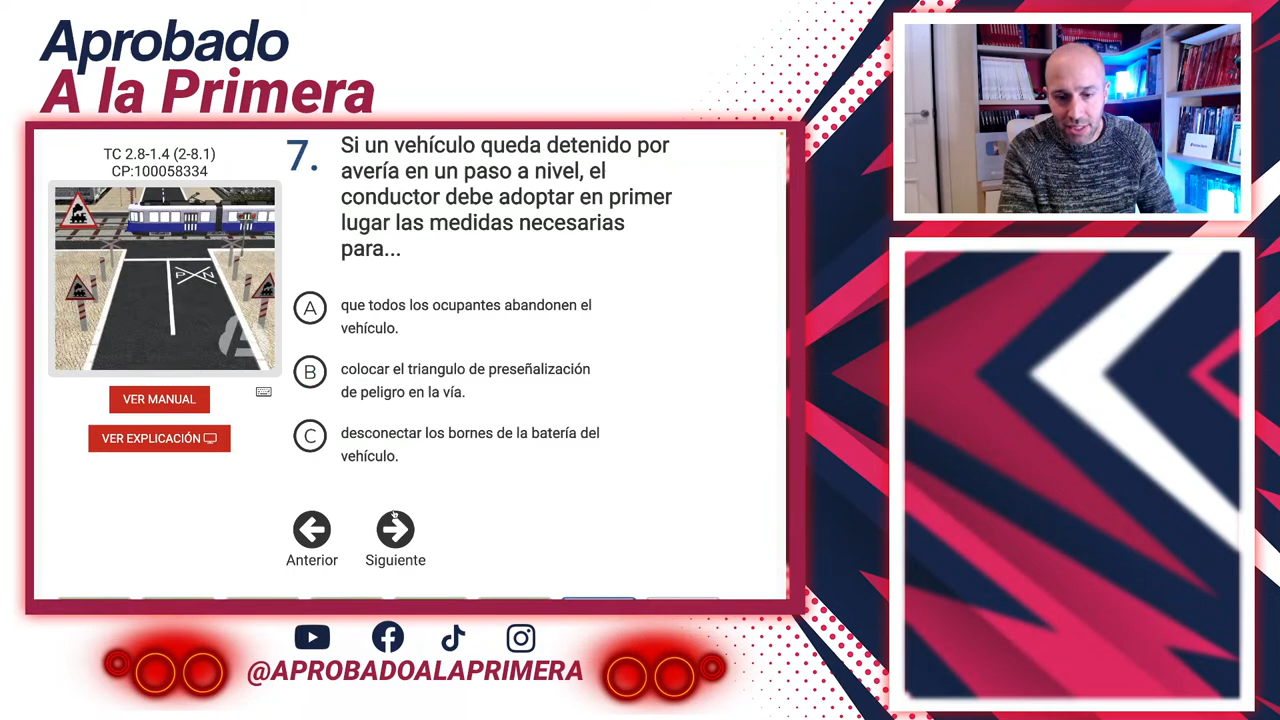 Aprobado
A la Primera
TC 2.8-1.4 (2-8.1)
CP:100058334
7.
Si un vehículo queda detenido por
avería en un paso a nivel, el
conductor debe adoptar en primer
lugar las medidas necesarias
para...
P N
A
que todos los ocupantes abandonen el
vehículo.
B
colocar el triangulo de preseñalización
de peligro en la vía.
C
desconectar los bornes de la batería del
vehículo.
VER MANUAL
VER EXPLICACIÓN
Anterior
Siguiente
@APROBADOALAPRIMERA